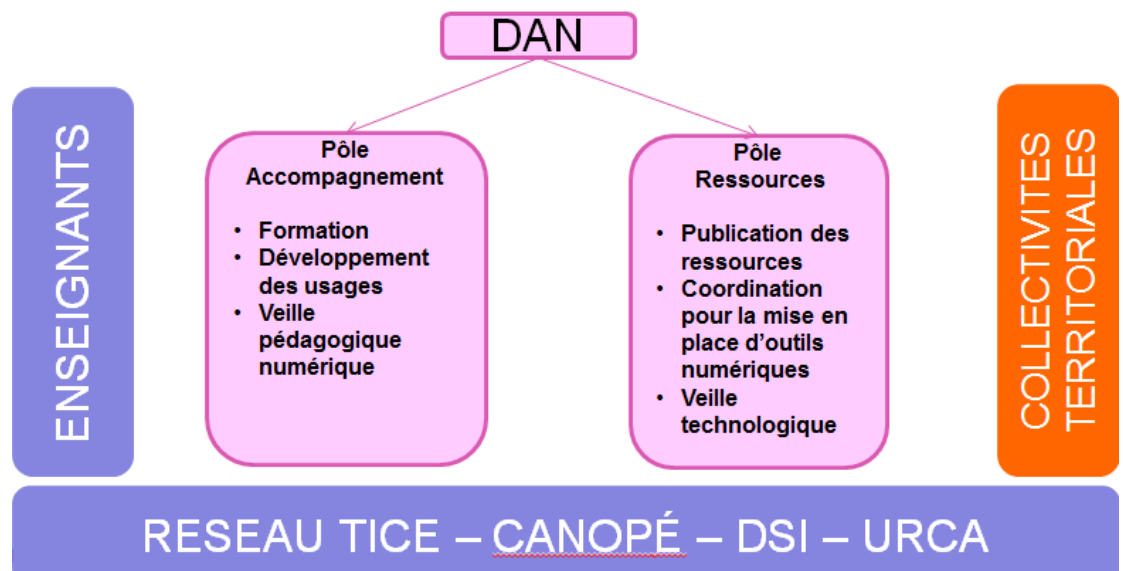 DAN
ENSEIGNANTS
Pôle
Accompagnement
• Formation
• Développement
des usages
• Veille
pédagogique
numérique
Pôle
Ressources
• Publication des
ressources
• Coordination
pour la mise en
place d’outils
numériques
• Veille
technologique
COLLECTIVITES
TERRITORIALES
RESEAU TICE – CANOPÉ – DSI – URCA